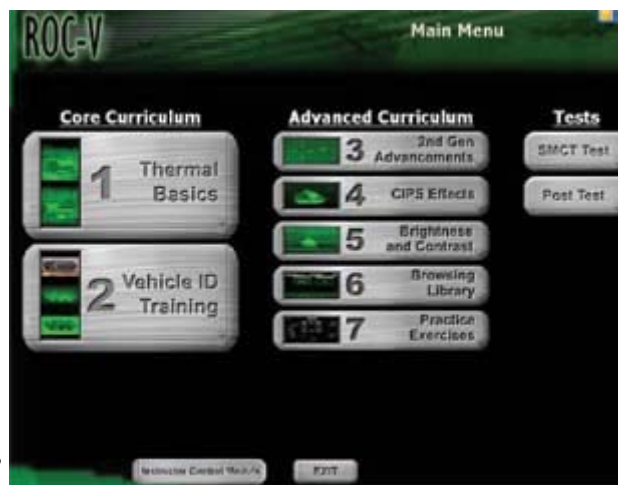 ROC-V
Main Menu
Core Curriculum
1
Thermal
Basics
2
Vehicle ID
Training
Advanced Curriculum
3
2nd Gen
Advancements
4
CIPS Effects
5
Brightness
and Contrast
6
Browsing
Library
7
Practice
Exercises
Tests
SMCT Test
Post Test
Instructor Control
EXIT